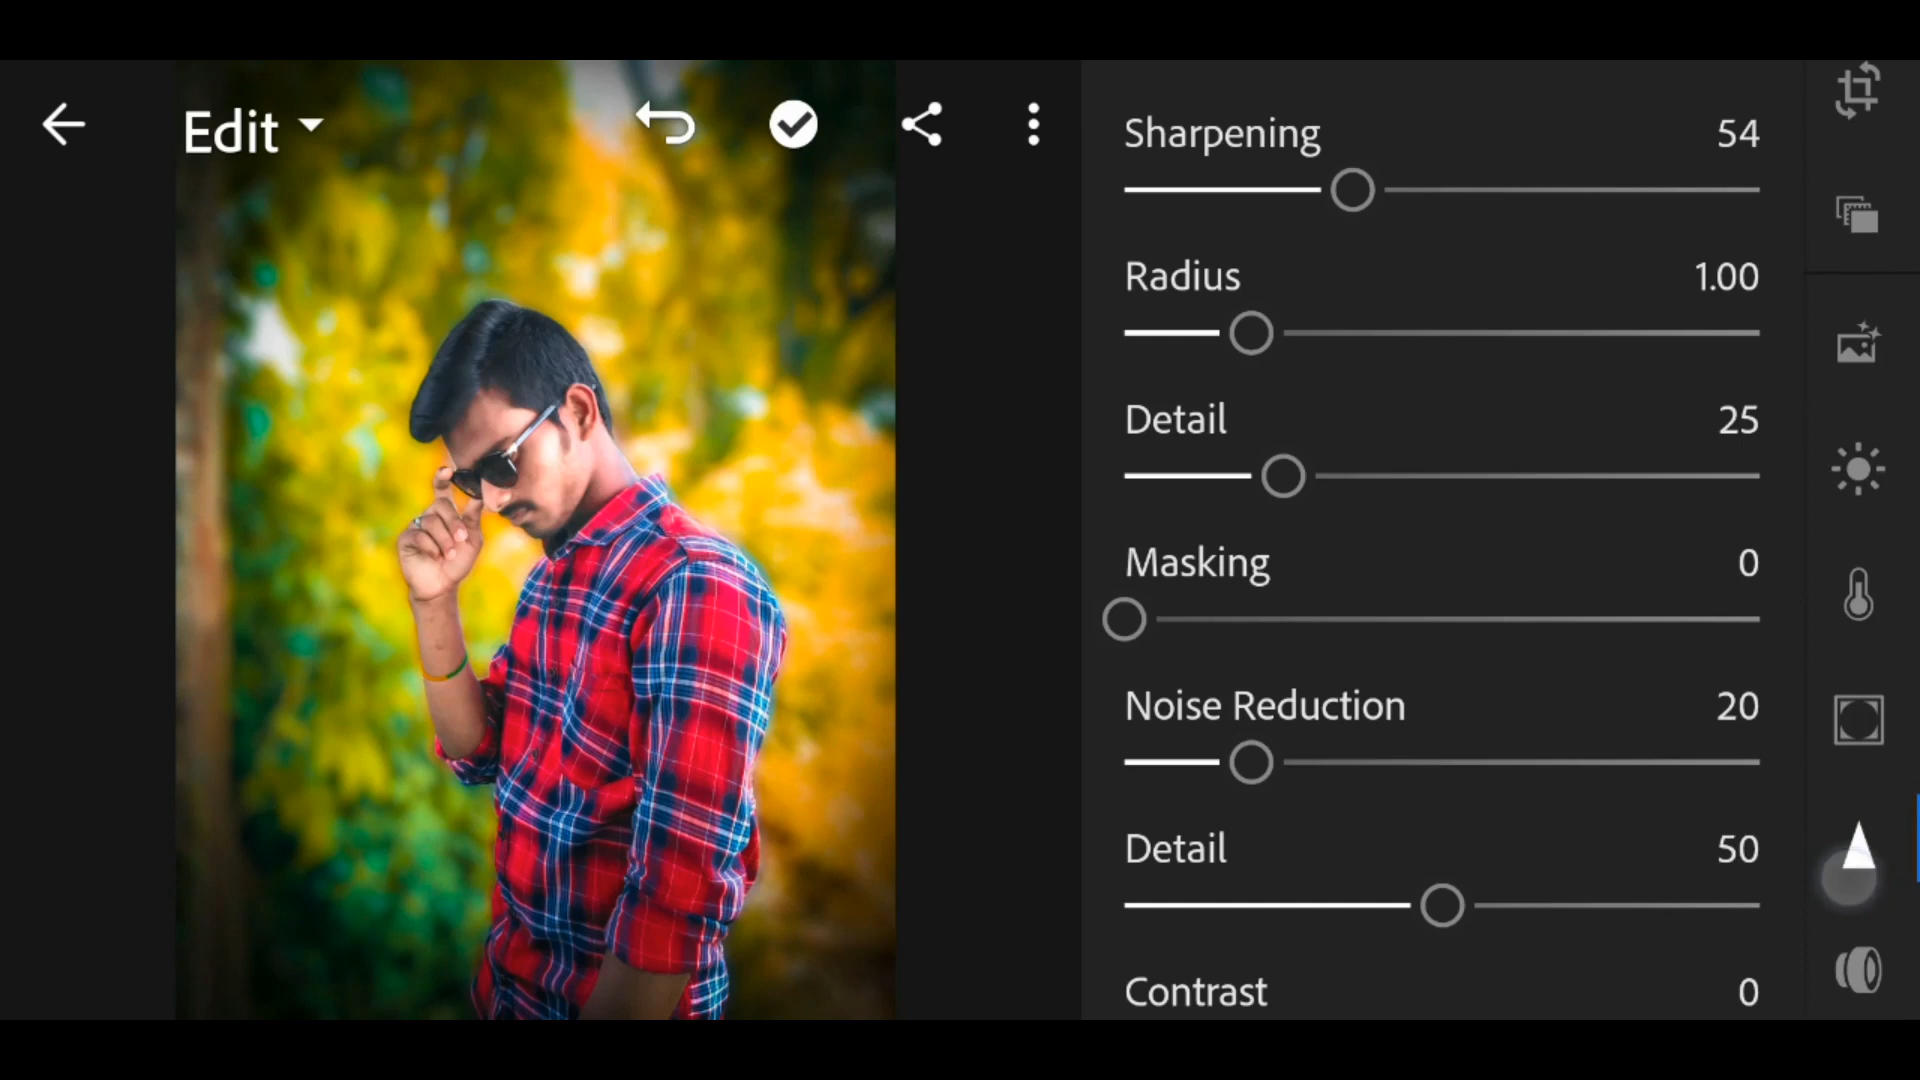 Edit
Sharpening 54
Radius 1.00
Detail 25
Masking 0
Noise Reduction 20
Detail 50
Contrast 0